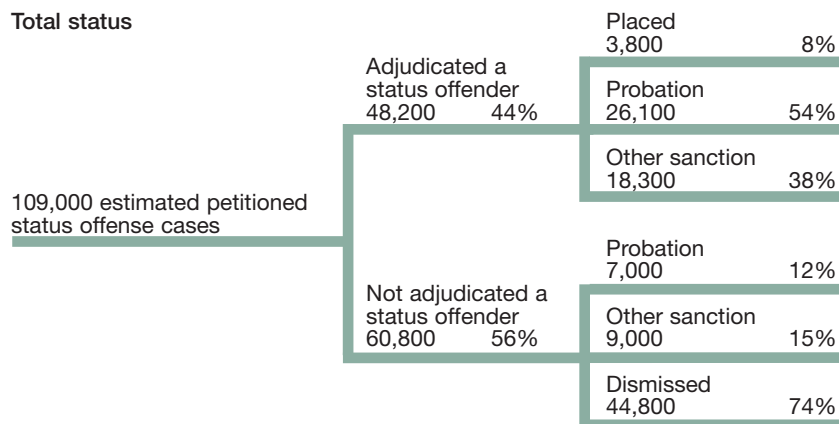 Total status
109,000 estimated petitioned
status offense cases
Adjudicated a
status offender
48,200 44%
Placed
3,800 8%
Probation
26,100 54%
Other sanction
18,300 38%
Not adjudicated a
status offender
60,800 56%
Probation
7,000 12%
Other sanction
9,000 15%
Dismissed
44,800 74%